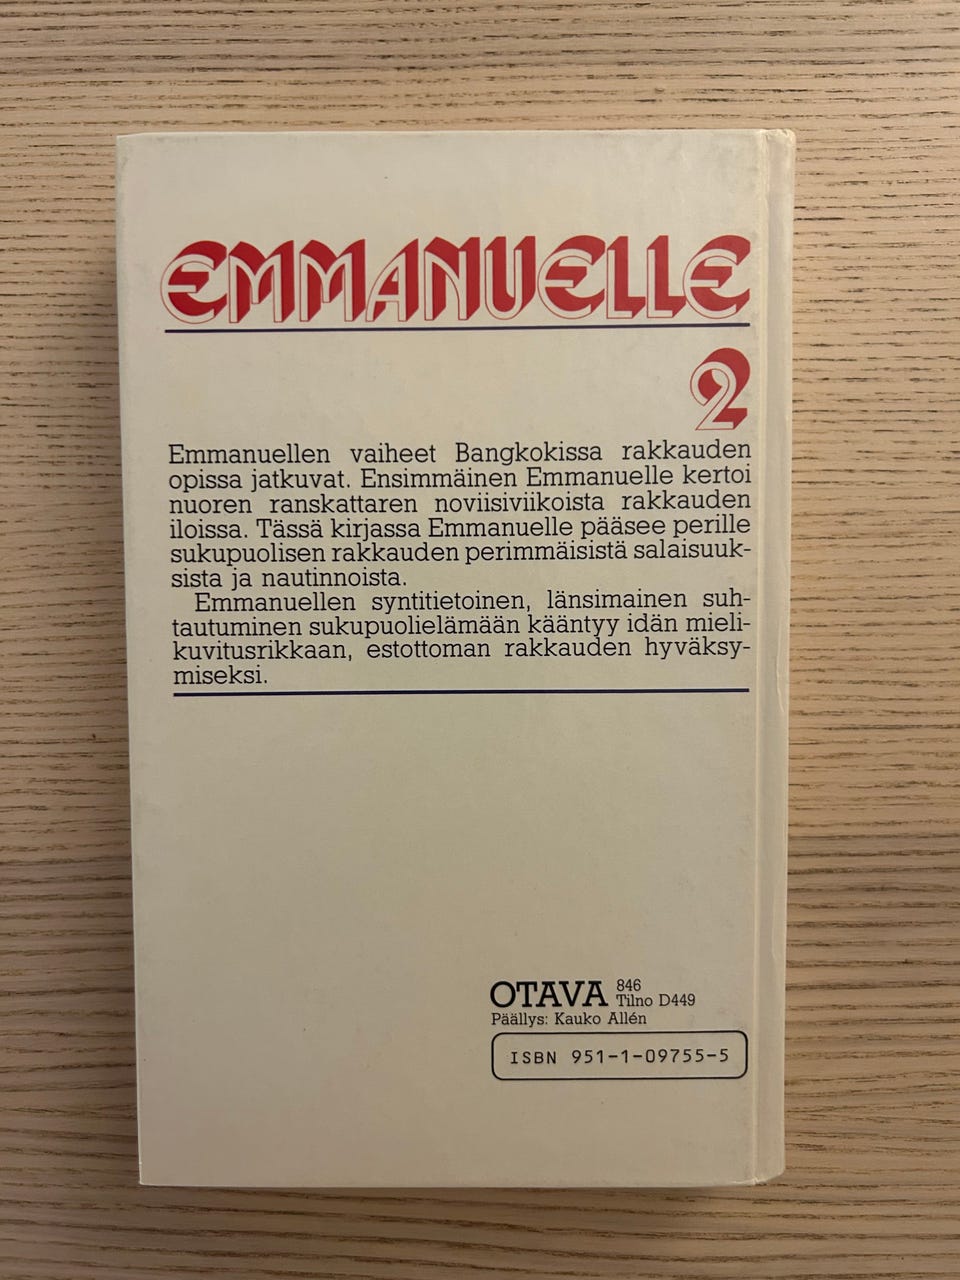 EMMANUELLE
2
Emmanuellen vaiheet Bangkokissa rakkauden
opissa jatkuvat. Ensimmäinen Emmanuelle kertoi
nuoren ranskattaren noviisiviikoista rakkauden
iloissa. Tässä kirjassa Emmanuelle pääsee perille
sukupuolisen rakkauden perimmäisistä salaisuuk-
sista ja nautinnoista.
Emmanuellen syntitietoinen, länsimainen suh-
tautuminen sukupuolielämään kääntyy idän mieli-
kuvitusrikkaan, estottoman rakkauden hyväksy-
miseksi.
OTAVA 846
Tilno D449
Päällys: Kauko Allén
ISBN 951-1-09755-5